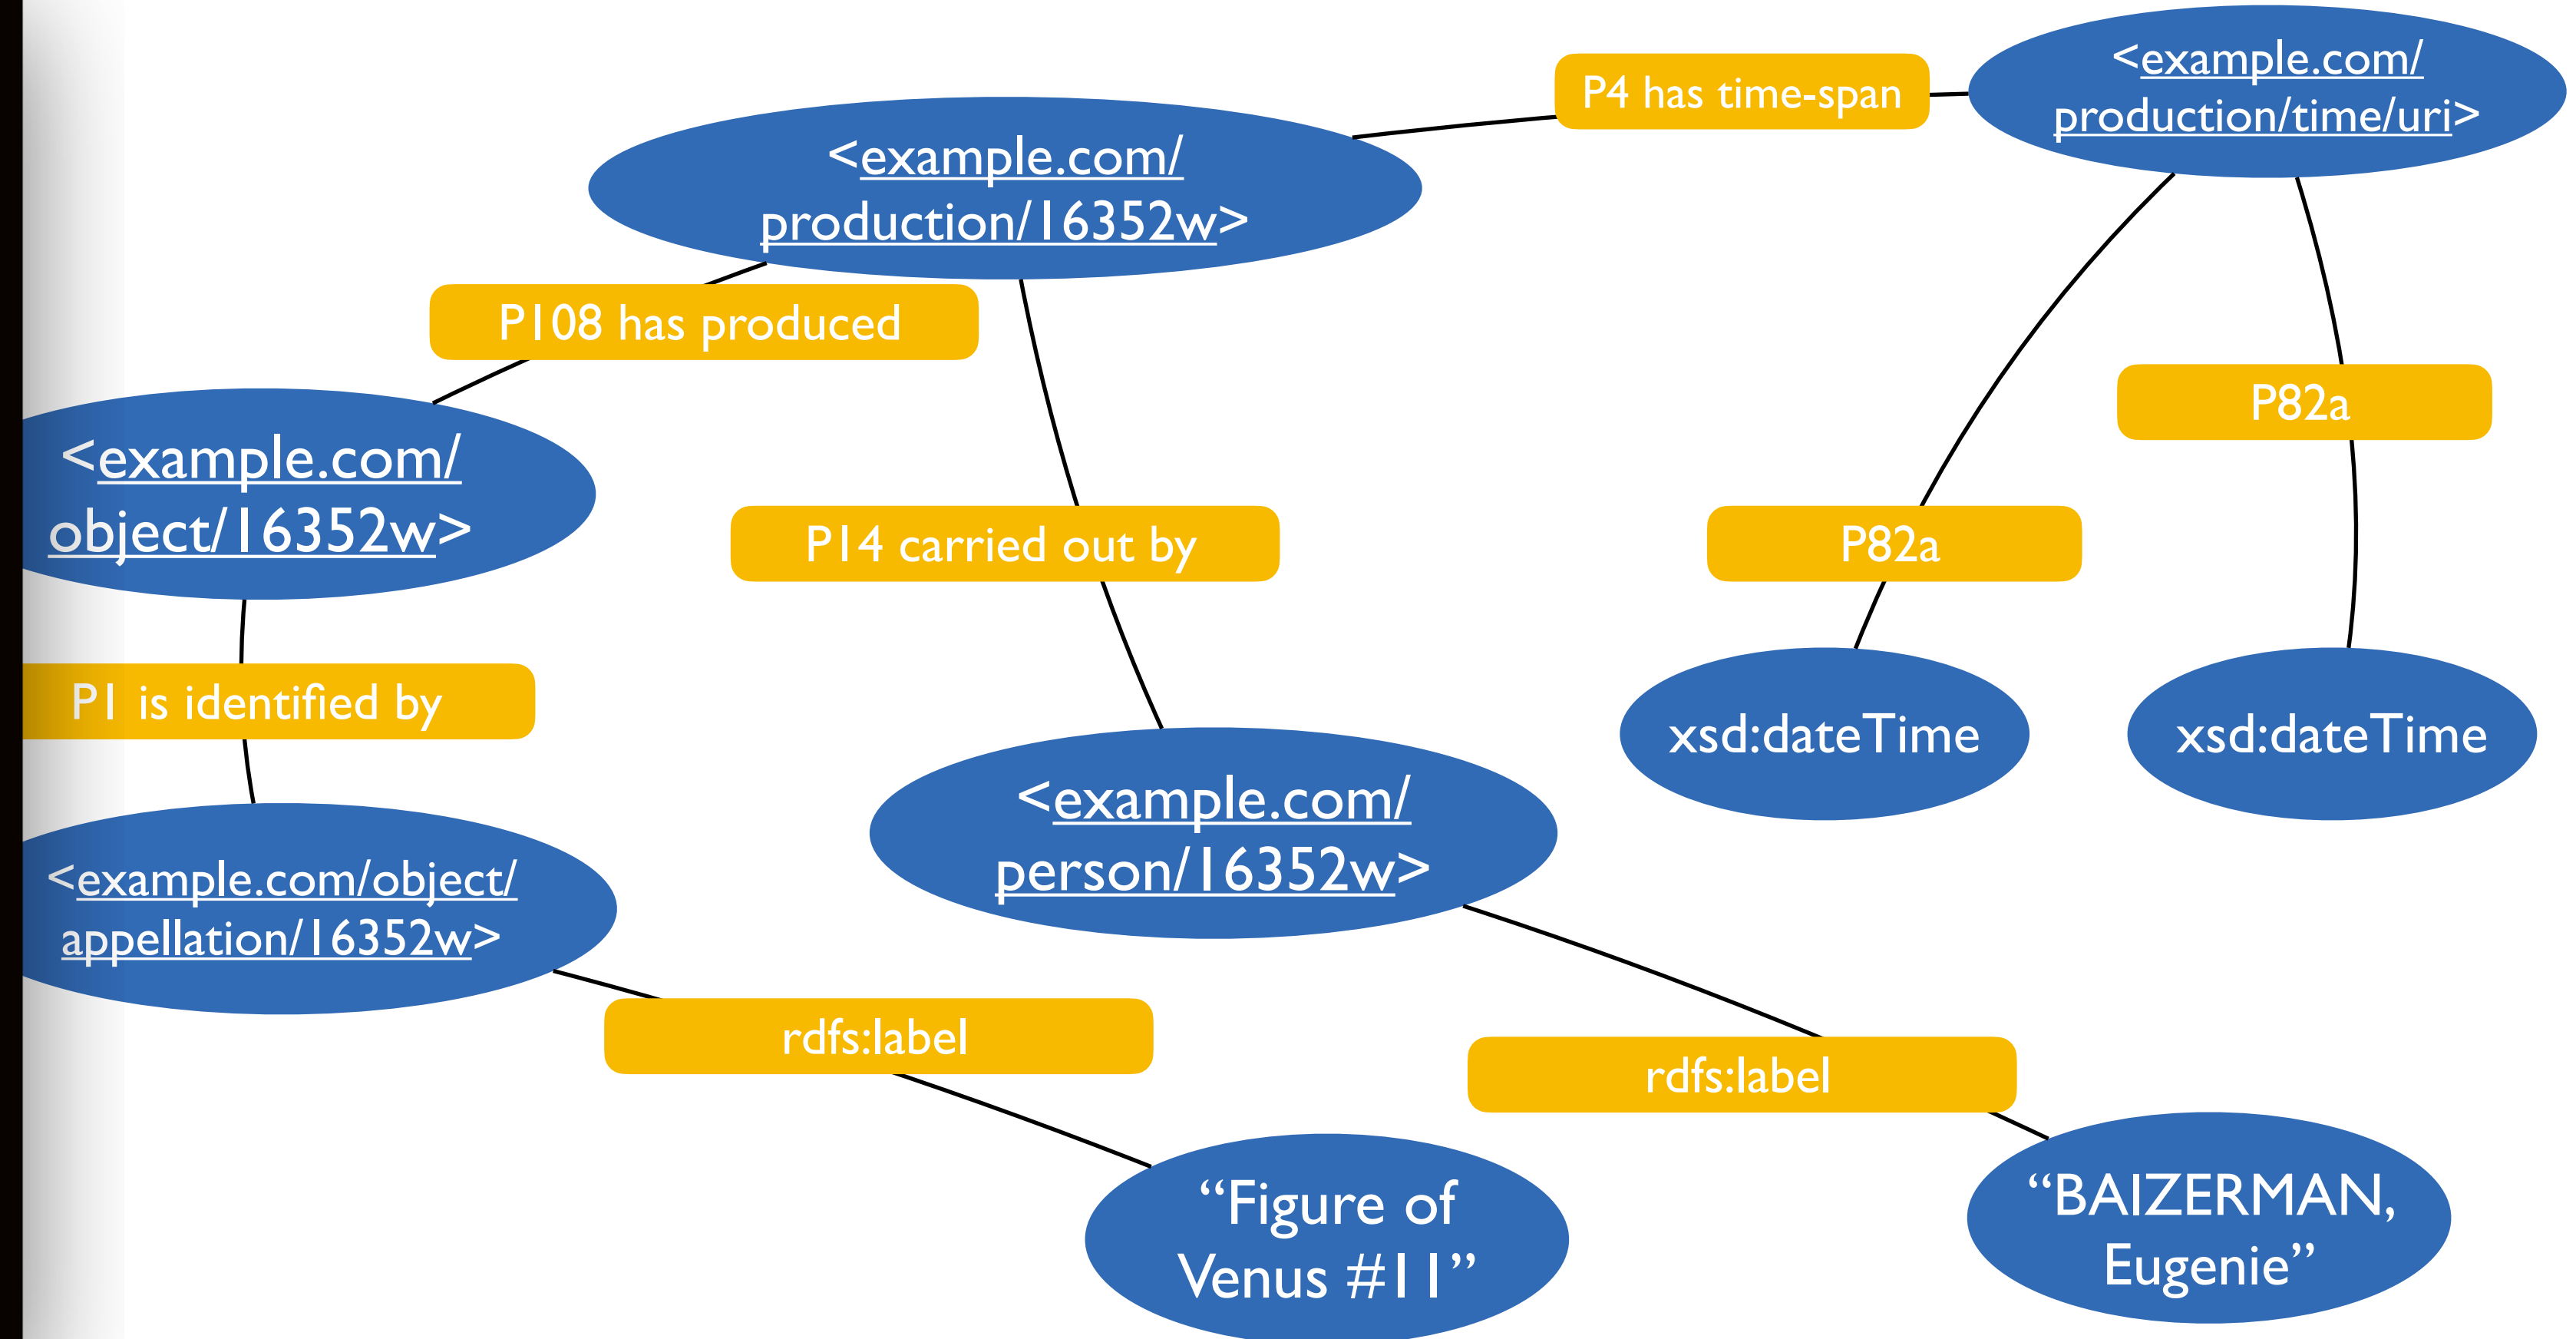 <example.com/
production/time/uri>
P4 has time-span
<example.com/
production/16352w>
P108 has produced
P82a
<example.com/
object/16352w>
P14 carried out by
P82a
P1 is identified by
xsd:dateTime
xsd:dateTime
<example.com/
person/16352w>
<example.com/object/
appellation/16352w>
rdfs:label
rdfs:label
“Figure of
Venus #11”
“BAIZERMAN,
Eugenie”